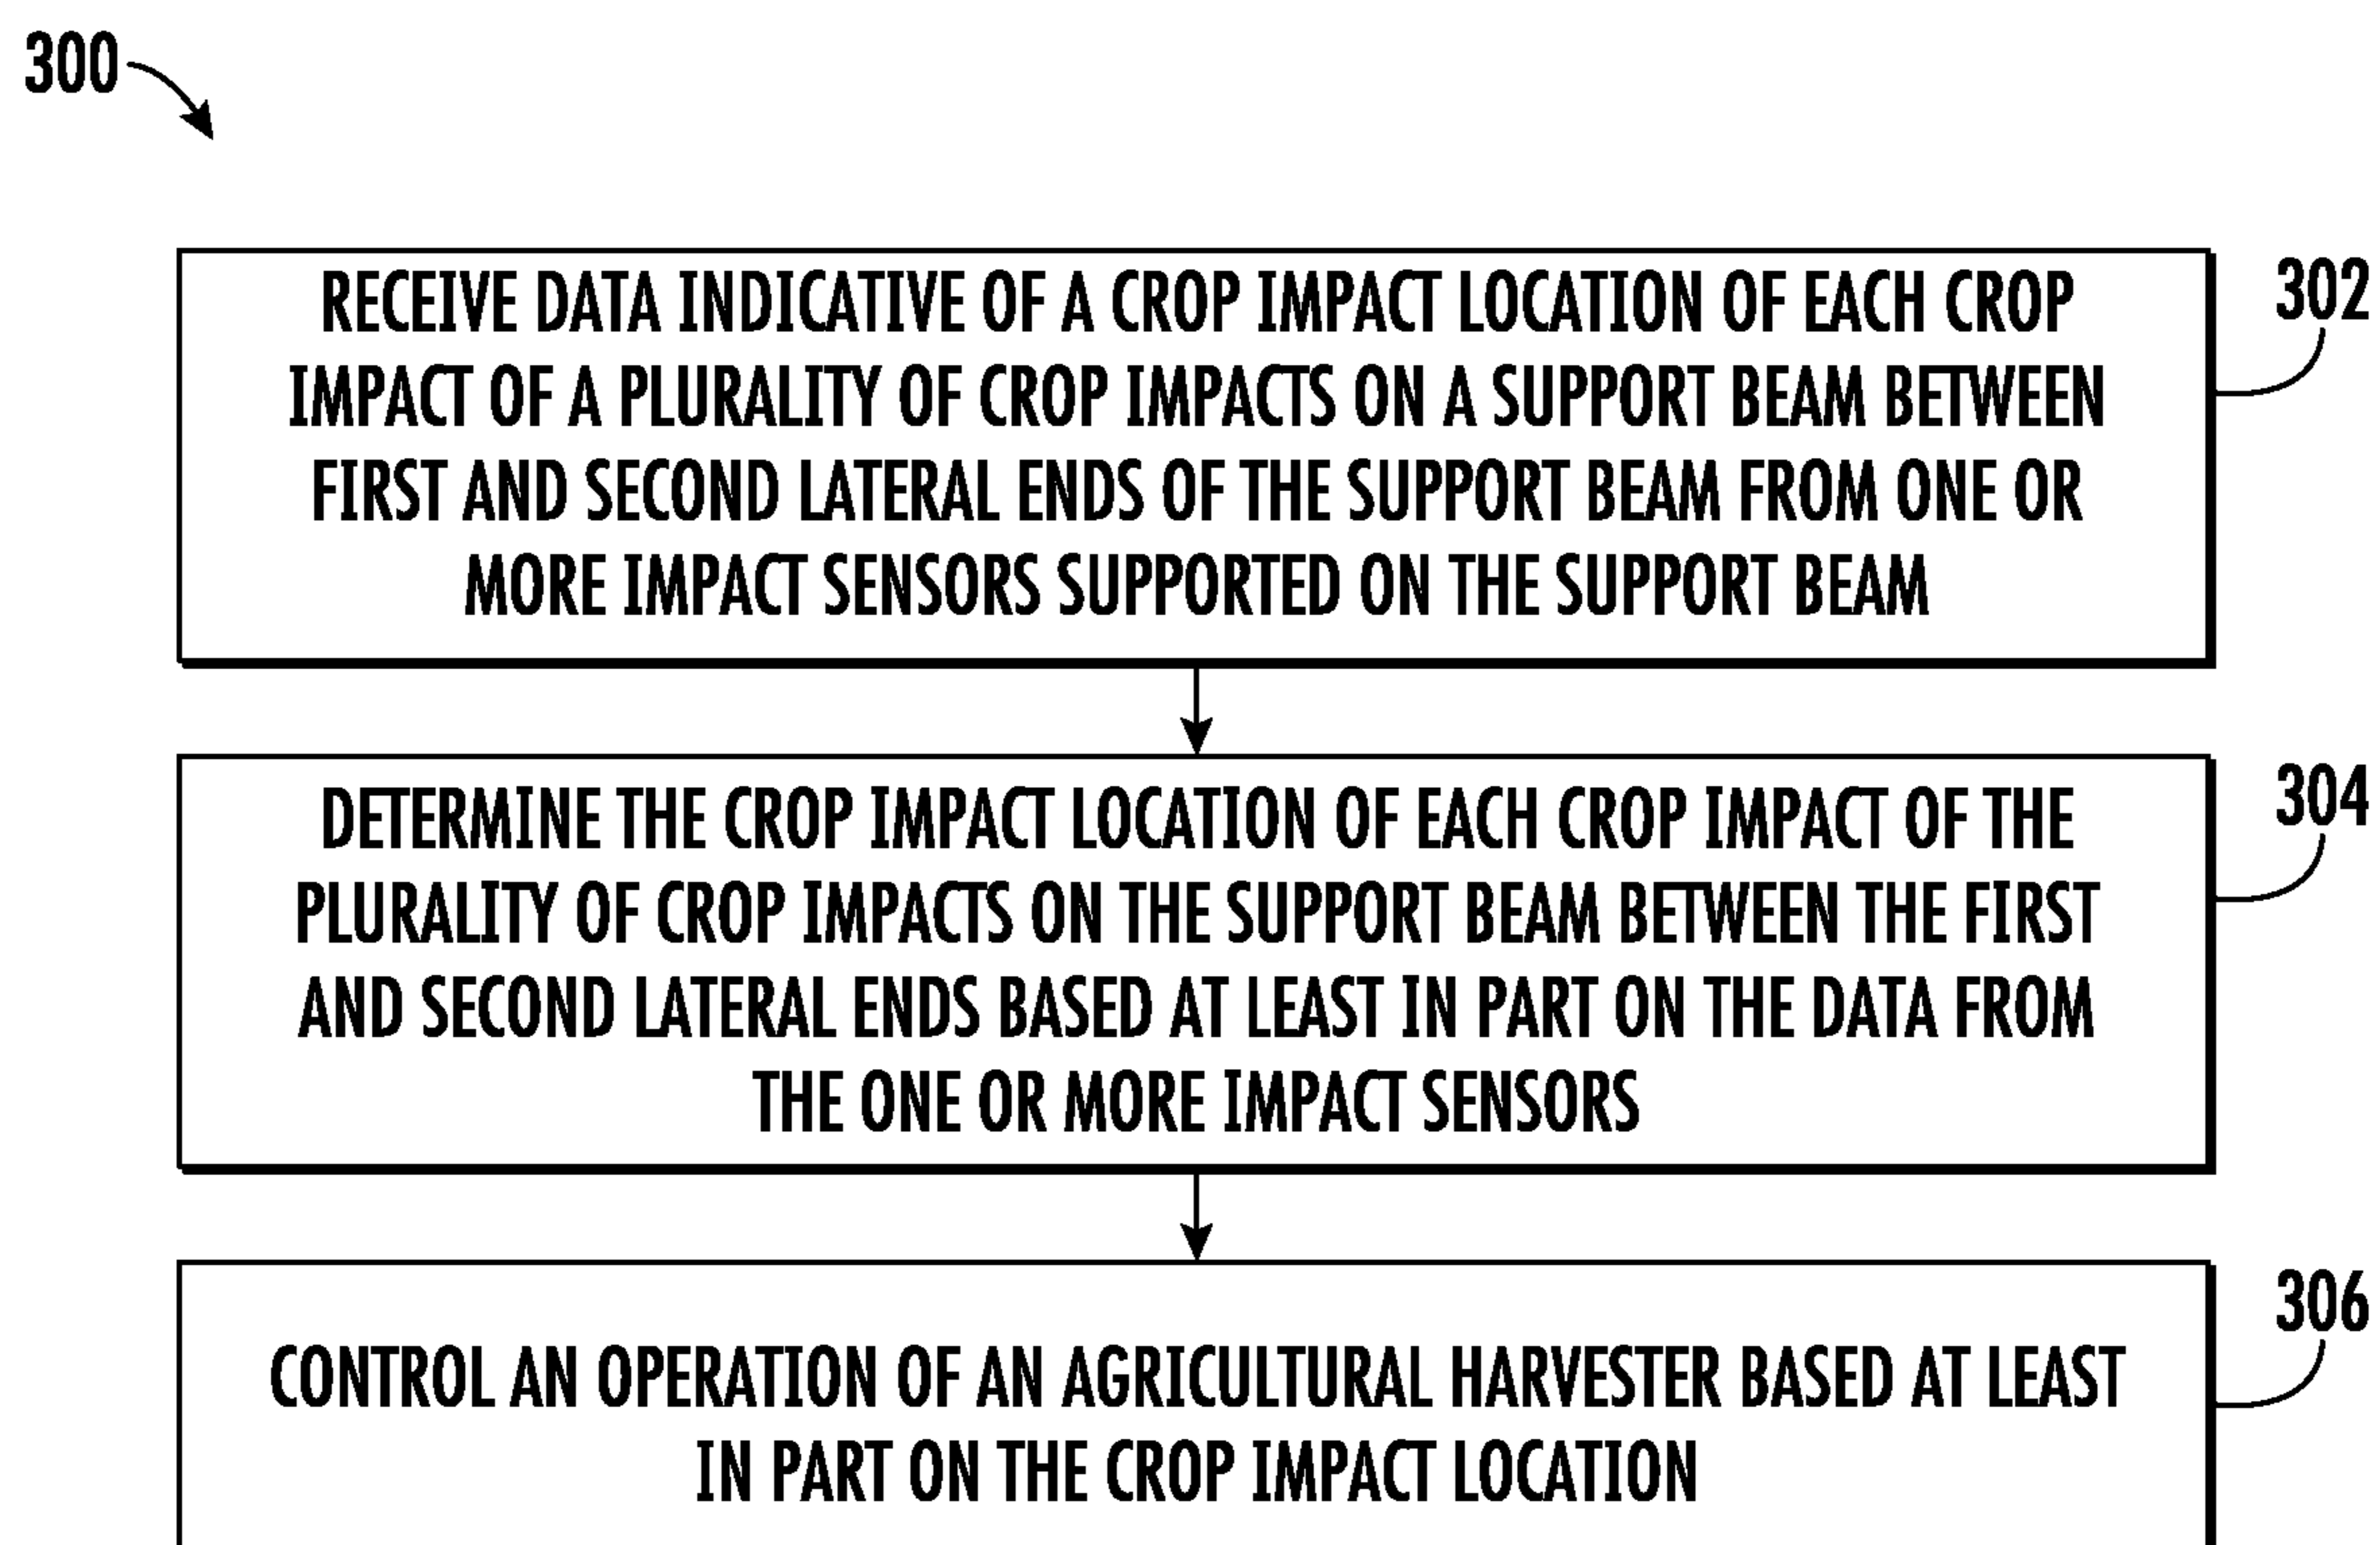 300
RECEIVE DATA INDICATIVE OF A CROP IMPACT LOCATION OF EACH CROP
IMPACT OF A PLURALITY OF CROP IMPACTS ON A SUPPORT BEAM BETWEEN
FIRST AND SECOND LATERAL ENDS OF THE SUPPORT BEAM FROM ONE OR
MORE IMPACT SENSORS SUPPORTED ON THE SUPPORT BEAM
302
DETERMINE THE CROP IMPACT LOCATION OF EACH CROP IMPACT OF THE
PLURALITY OF CROP IMPACTS ON THE SUPPORT BEAM BETWEEN THE FIRST
AND SECOND LATERAL ENDS BASED AT LEAST IN PART ON THE DATA FROM
THE ONE OR MORE IMPACT SENSORS
304
CONTROL AN OPERATION OF AN AGRICULTURAL HARVESTER BASED AT LEAST
IN PART ON THE CROP IMPACT LOCATION
306